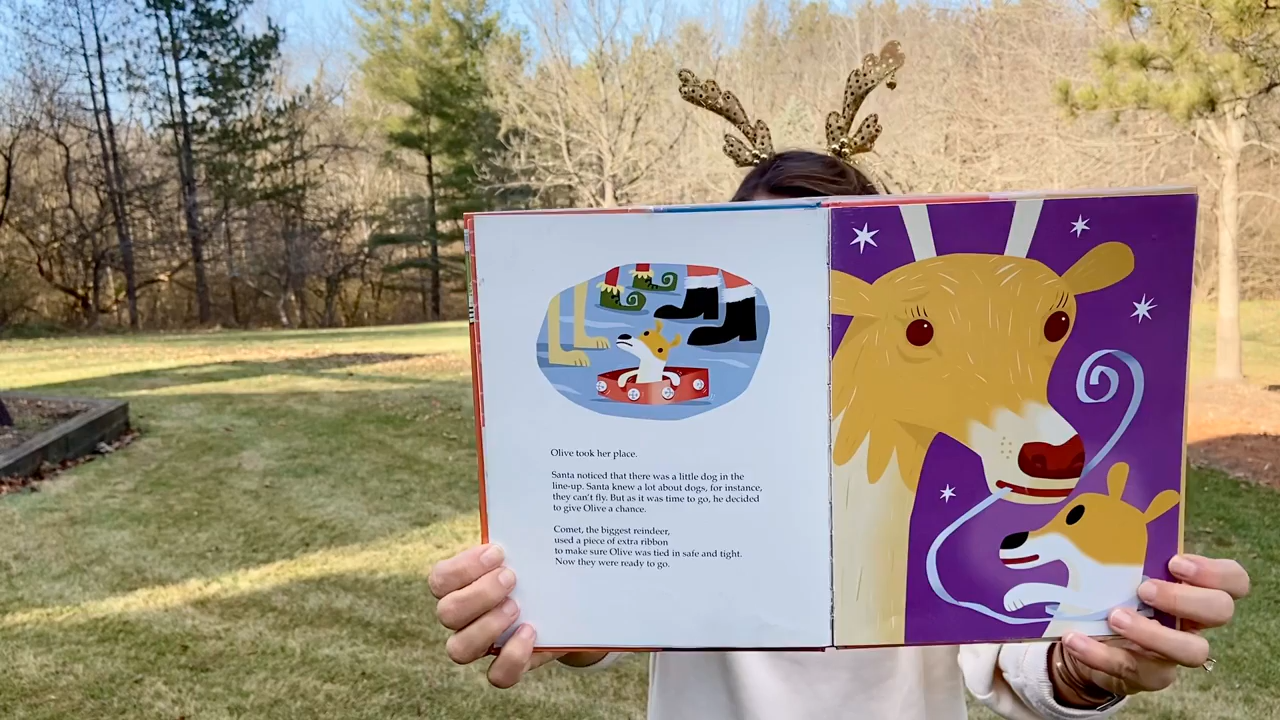 Olive took her place.
Santa noticed that there was a little dog in the
line-up. Santa knew a lot about dogs, for instance,
they can't fly. But as it was time to go, he decided
to give Olive a chance.
Comet, the biggest reindeer,
used a piece of extra ribbon
to make sure Olive was tied in safe and tight.
Now they were ready to go.